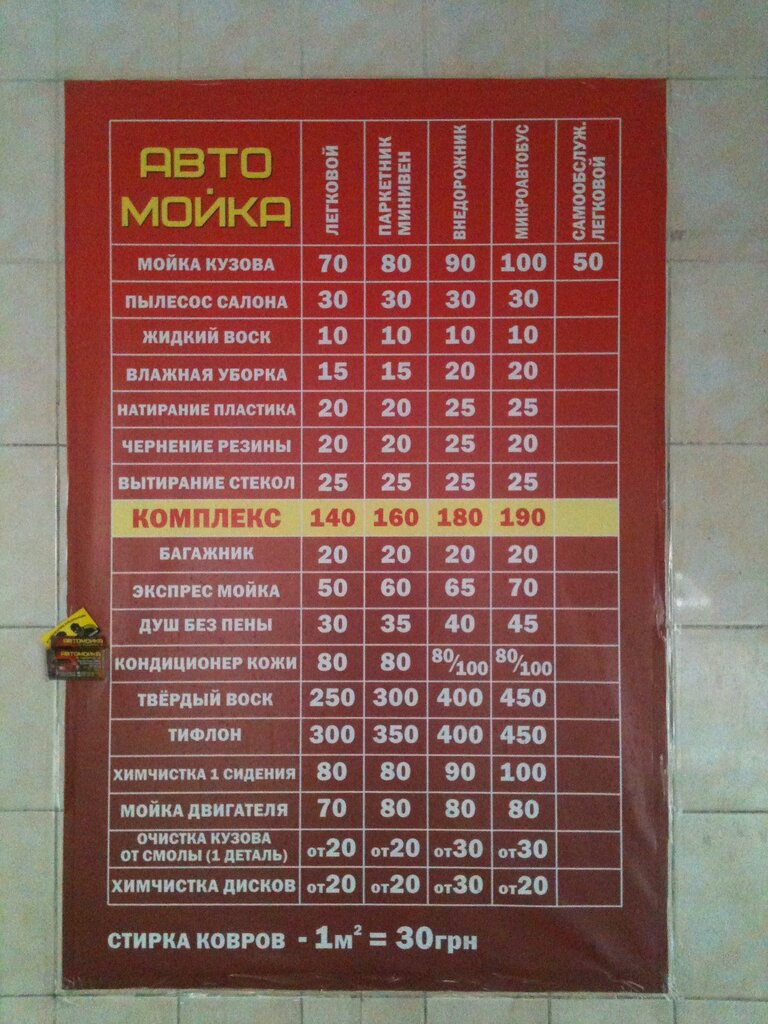 АВТО
МОЙКА
ЛЕГКОВОЙ
ПАРКЕТНИК
МИНИВЕН
ВНЕДОРОЖНИК
МИКРОАВТОБУС
САМООБСЛУЖ.
ЛЕГКОВОЙ
МОЙКА КУЗОВА 70 80 90 100 50
ПЫЛЕСОС САЛОНА 30 30 30 30
ЖИДКИЙ ВОСК 10 10 10 10
ВЛАЖНАЯ УБОРКА 15 15 20 20
НАТИРАНИЕ ПЛАСТИКА 20 20 25 25
ЧЕРНЕНИЕ РЕЗИНЫ 20 20 25 20
ВЫТИРАНИЕ СТЕКОЛ 25 25 25 25
КОМПЛЕКС 140 160 180 190
БАГАЖНИК 20 20 20 20
ЭКСПРЕС МОЙКА 50 60 65 70
ДУШ БЕЗ ПЕНЫ 30 35 40 45
КОНДИЦИОНЕР КОЖИ 80 80 80/100 80/100
ТВЁРДЫЙ ВОСК 250 300 400 450
ТИФЛОН 300 350 400 450
ХИМЧИСТКА 1 СИДЕНИЯ 80 80 90 100
МОЙКА ДВИГАТЕЛЯ 70 80 80 80
ОЧИСТКА КУЗОВА
ОТ СМОЛЫ (1 ДЕТАЛЬ) от20 от20 от30 от30
ХИМЧИСТКА ДИСКОВ от20 от20 от30 от20
СТИРКА КОВРОВ - 1м² = 30грн
АВТОМОЙКА
АВТОМОЙКА